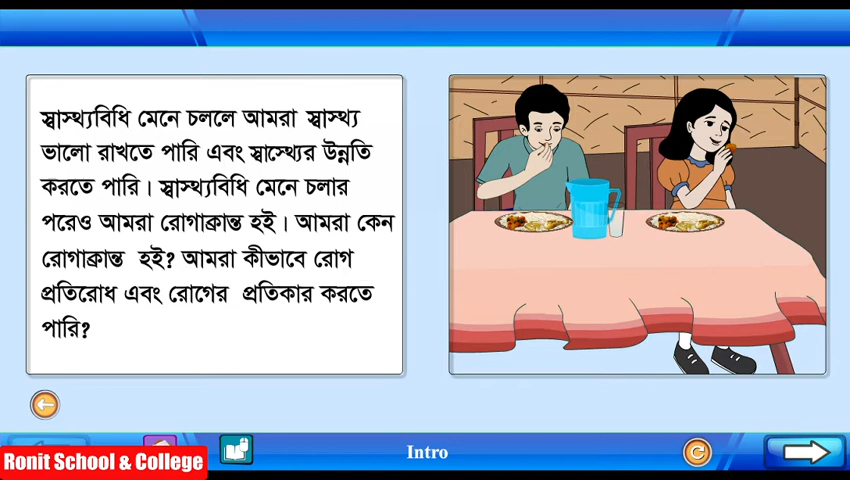 স্বাস্থ্যবিধি মেনে চললে আমরা স্বাস্থ্য
ভালো রাখতে পারি এবং স্বাস্থ্যের উন্নতি
করতে পারি। স্বাস্থ্যবিধি মেনে চলার
পরেও আমরা রোগাক্রান্ত হই। আমরা কেন
রোগাক্রান্ত হই? আমরা কীভাবে রোগ
প্রতিরোধ এবং রোগের প্রতিকার করতে
পারি?
Intro
Ronit School & College